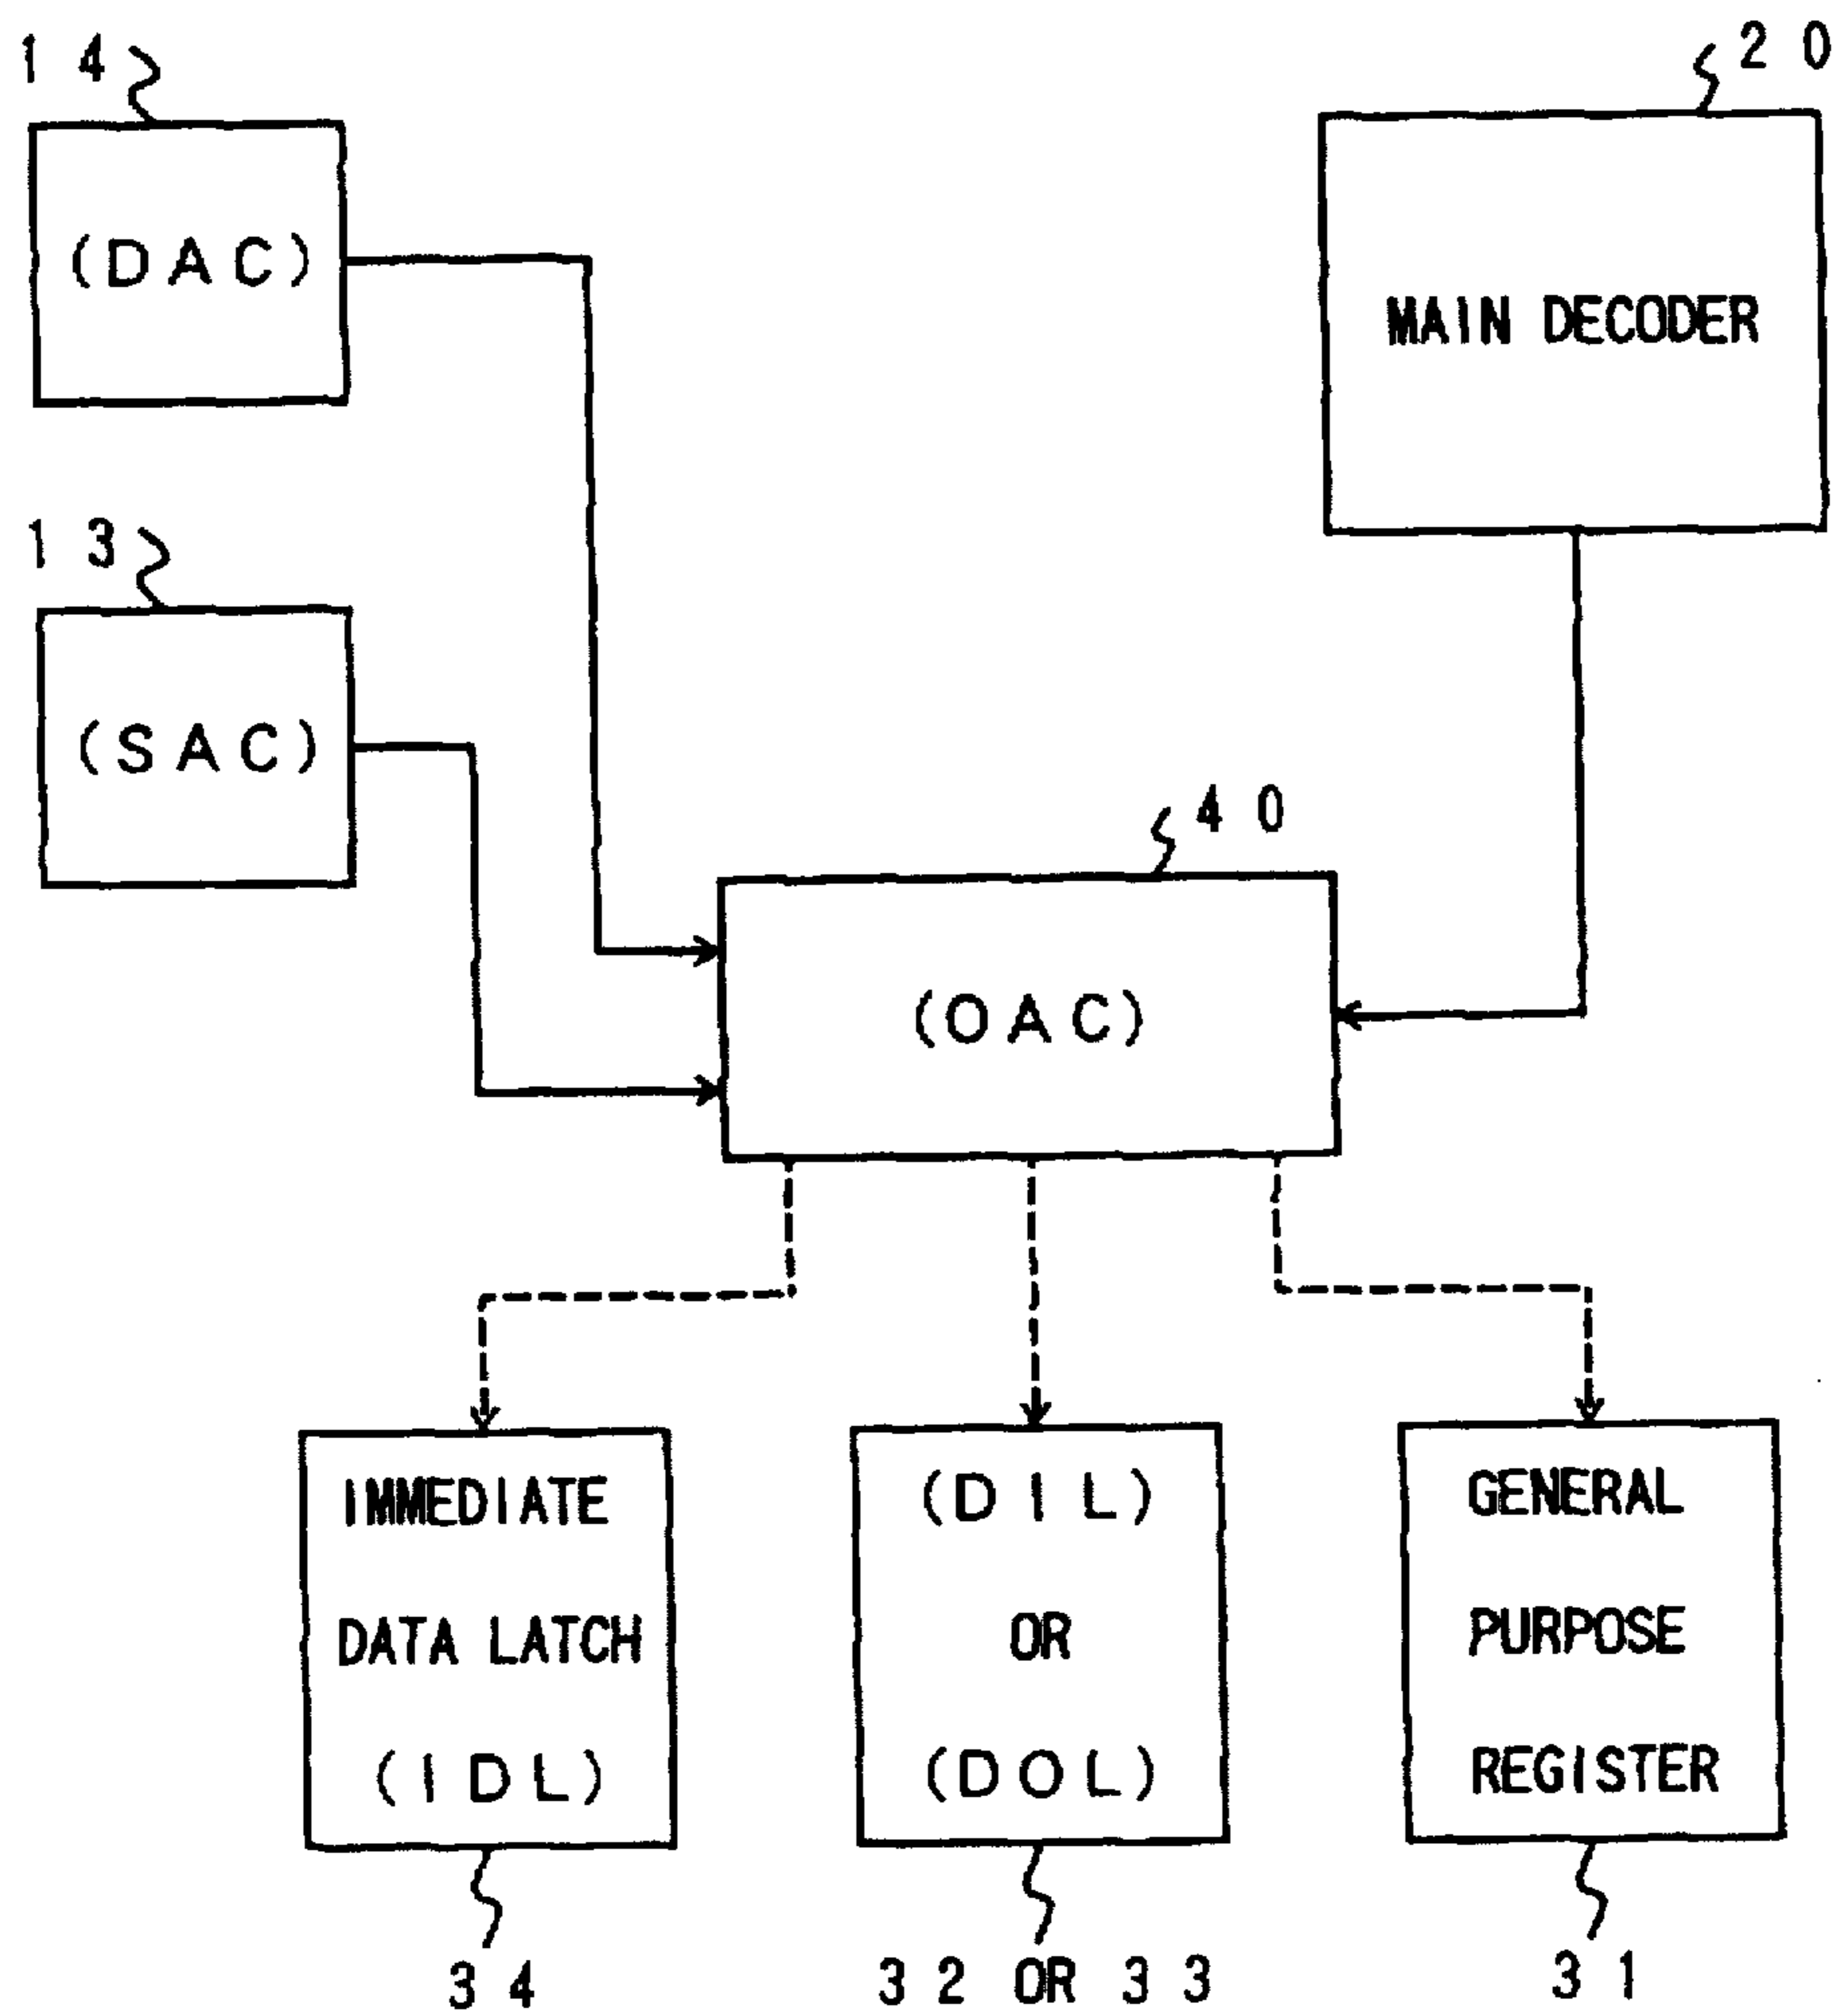 14
20
(DAC)
MAIN DECODER
13
(SAC)
40
(OAC)
IMMEDIATE
DATA LATCH
(IDL)
(DIL)
OR
(DOL)
GENERAL
PURPOSE
REGISTER
34
32 OR 33
31